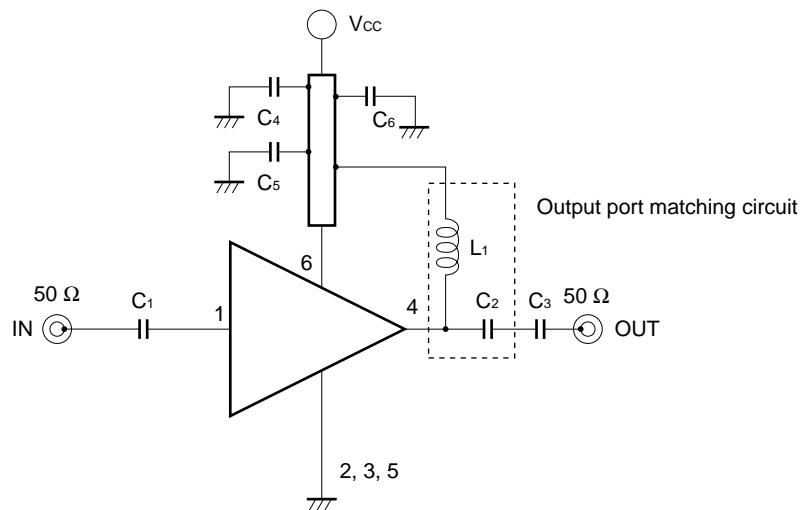 VCC
C4
C6
C5
Output port matching circuit
L1
6
50 Ω
C1
1
4
C2
C3
50 Ω
IN
OUT
2, 3, 5